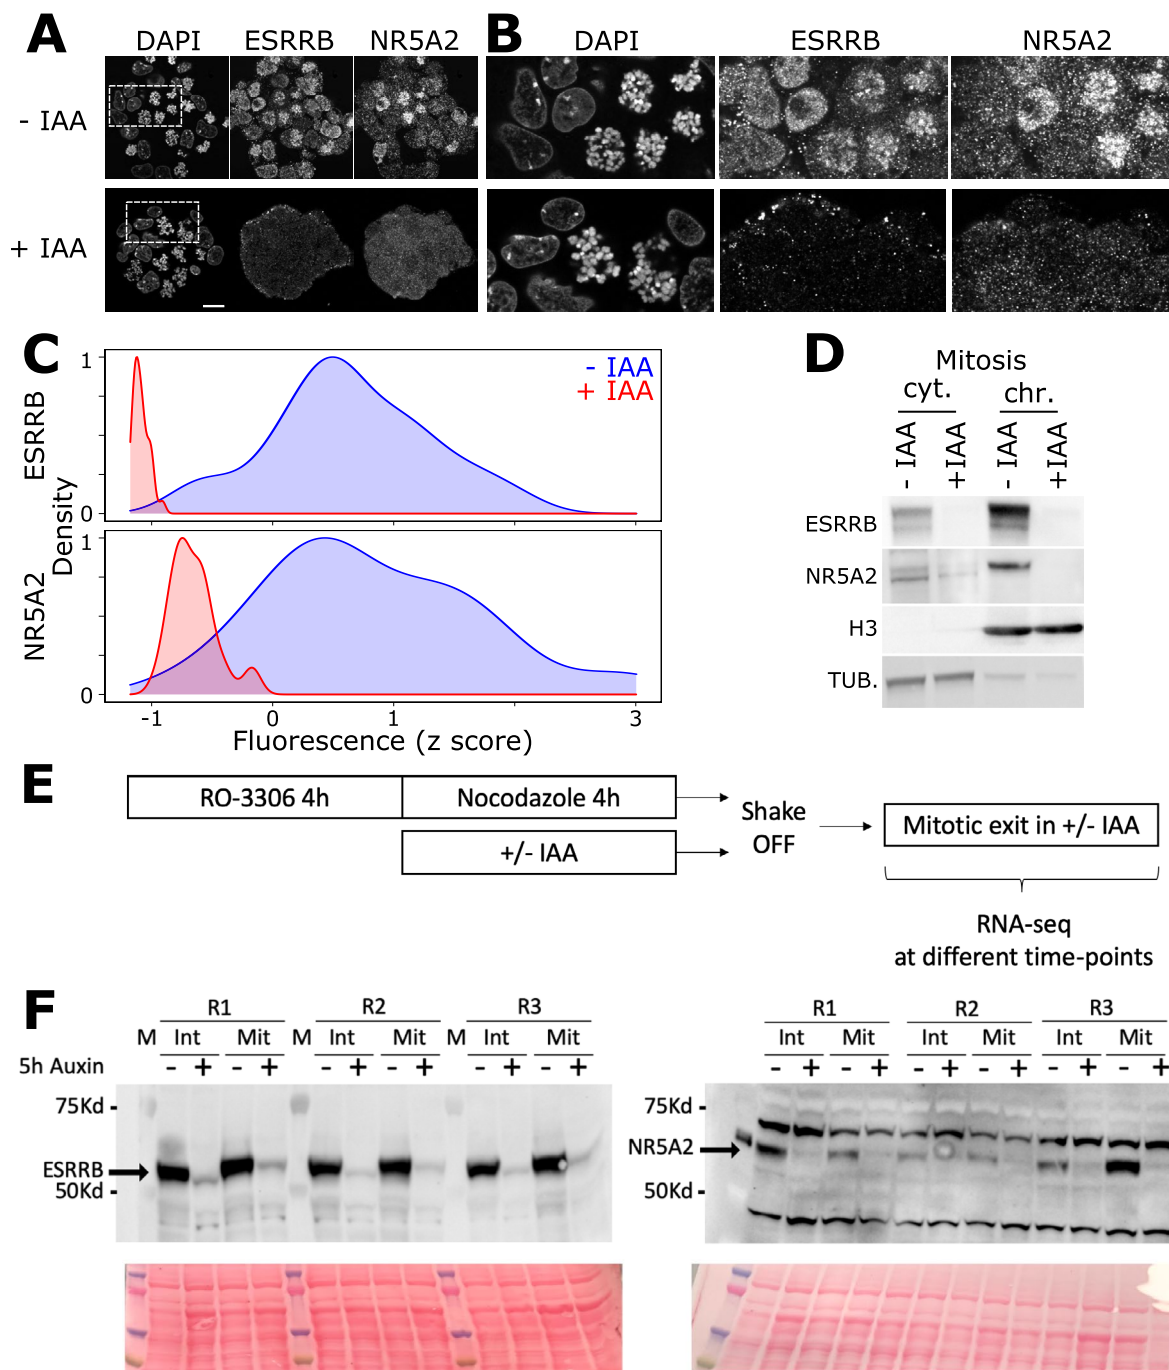 A
DAPI ESRRB NR5A2
B
DAPI ESRRB NR5A2
- IAA
+ IAA
C
- IAA
+ IAA
ESRRB
NR5A2
Density
1
0
1
0
-1 0 1 3
Fluorescence (z score)
D
Mitosis
cyt. chr.
- IAA +IAA - IAA +IAA
ESRRB
NR5A2
H3
TUB.
E
RO-3306 4h Nocodazole 4h
+/- IAA
Shake
OFF
Mitotic exit in +/- IAA
RNA-seq
at different time-points
F
R1 R2 R3
M Int Mit M Int Mit M Int Mit
5h Auxin - + - + - + - + - + - +
75Kd
ESRRB
50Kd
R1 R2 R3
Int Mit Int Mit Int Mit
- + - + - + - + - + - +
75Kd
NR5A2
50Kd